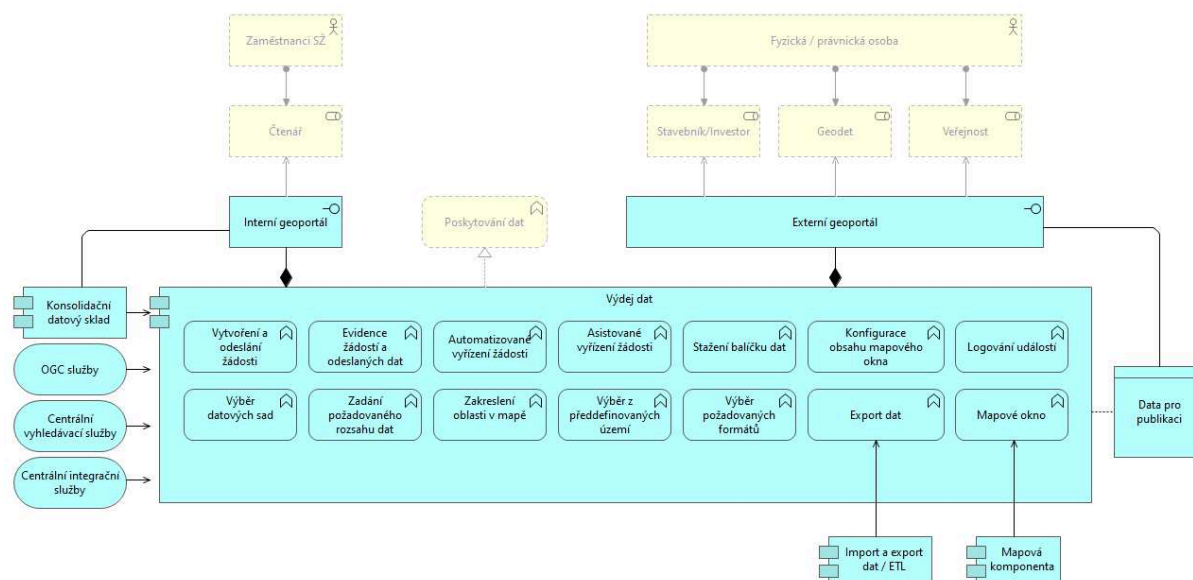 Zaměstnanci SŽ
Fyzická / právnická osoba
Čtenář
Stavebník/Investor
Geodet
Veřejnost
Interní geoportál
Poskytování dat
Externí geoportál
Konsolidační
datový sklad
Výdej dat
Vytvoření a
odeslání
žádosti
Evidence
žádostí a
odeslaných dat
Automatizované
vyřízení žádosti
Asistované
vyřízení žádosti
Stažení balíčku dat
Konfigurace
obsahu mapového
okna
Logování událostí
OGC služby
Výběr
datových sad
Zadání
požadovaného
rozsahu dat
Zakreslení
oblasti v mapě
Výběr z
předdefinovaných
území
Výběr
požadovaných
formátů
Export dat
Mapové okno
Data pro
publikaci
Centrální
vyhledávací služby
Centrální integrační
služby
Import a export
dat / ETL
Mapová
komponenta